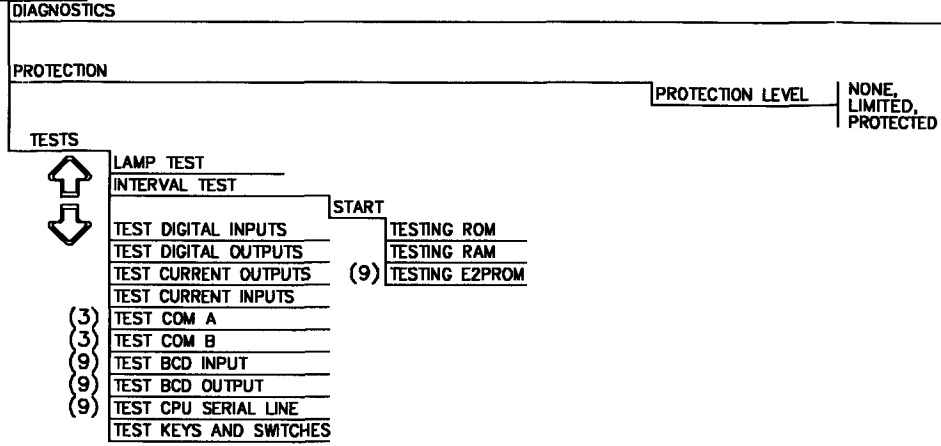 DIAGNOSTICS
PROTECTION
PROTECTION LEVEL
NONE,
LIMITED,
PROTECTED
TESTS
LAMP TEST
INTERVAL TEST
START
TEST DIGITAL INPUTS
TESTING ROM
TEST DIGITAL OUTPUTS
TESTING RAM
TEST CURRENT OUTPUTS
(9) TESTING E2PROM
TEST CURRENT INPUTS
(3) TEST COM A
(3) TEST COM B
(9) TEST BCD INPUT
(9) TEST BCD OUTPUT
(9) TEST CPU SERIAL LINE
TEST KEYS AND SWITCHES